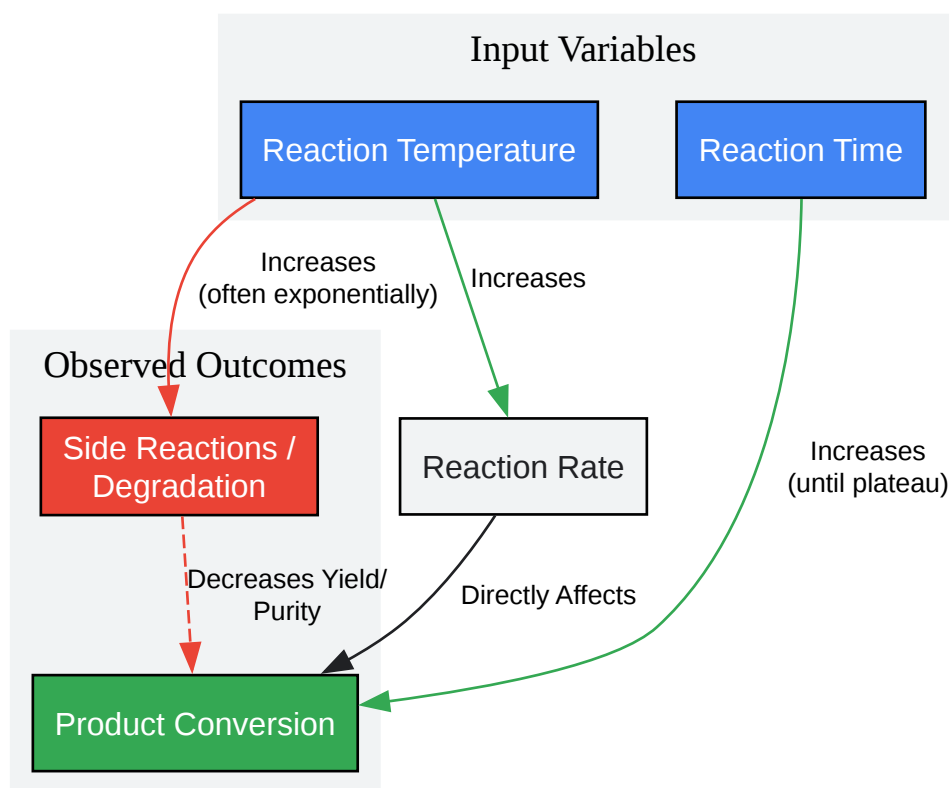 Input Variables
Reaction Temperature
Reaction Time
Increases
(often exponentially)
Increases
Observed Outcomes
Side Reactions /
Degradation
Reaction Rate
Increases
(until plateau)
Decreases Yield/
Purity
Directly Affects
Product Conversion